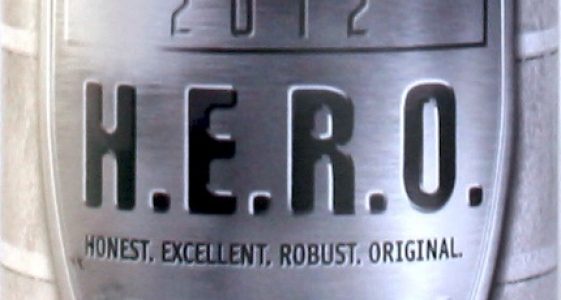 2012
H.E.R.O.
HONEST. EXCELLENT. ROBUST. ORIGINAL.